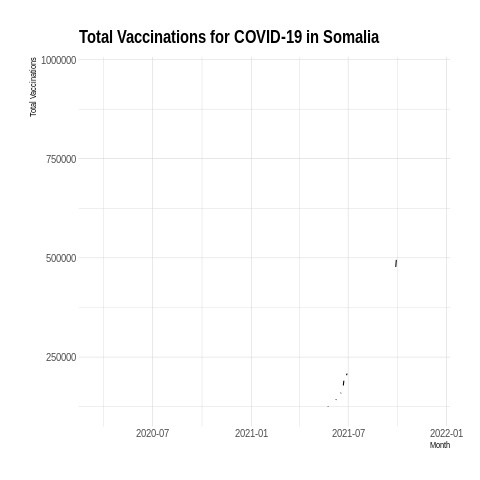 Total Vaccinations for COVID-19 in Somalia
Total Vaccinations
1000000
750000
500000
250000
2020-07
2021-01
2021-07
2022-01
Month